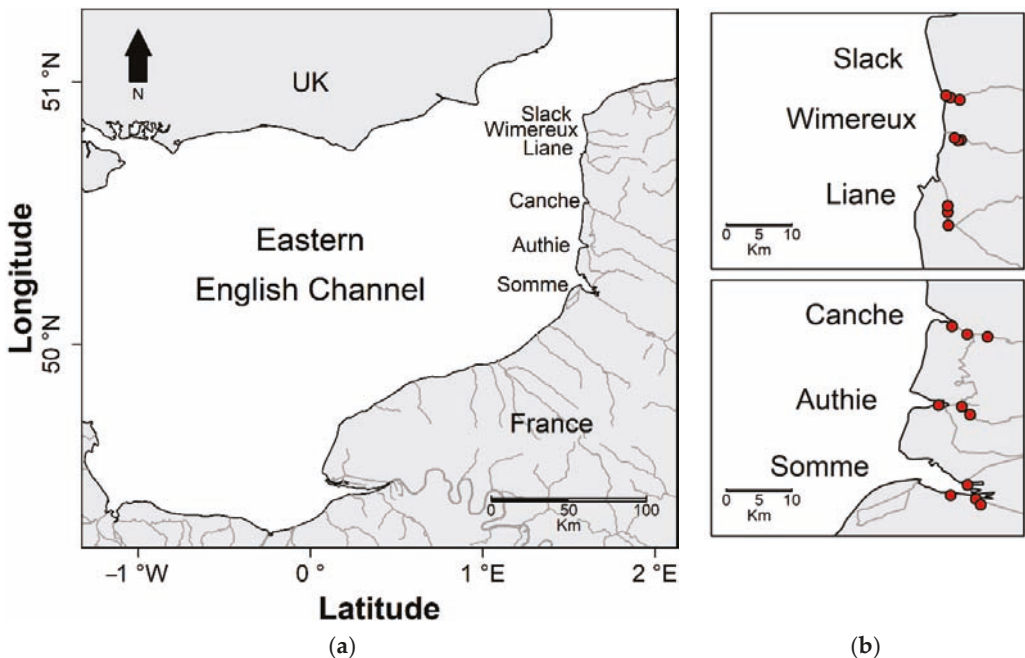 N
UK
51 °N
50 °N
Longitude
Slack
Wimereux
Liane
Canche
Authie
Somme
Eastern
English Channel
France
0 50 100
Km
−1 °W 0 ° 1 °E 2 °E
Latitude
(a)
Slack
Wimereux
Liane
0 5 10
Km
Canche
Authie
Somme
0 5 10
Km
(b)